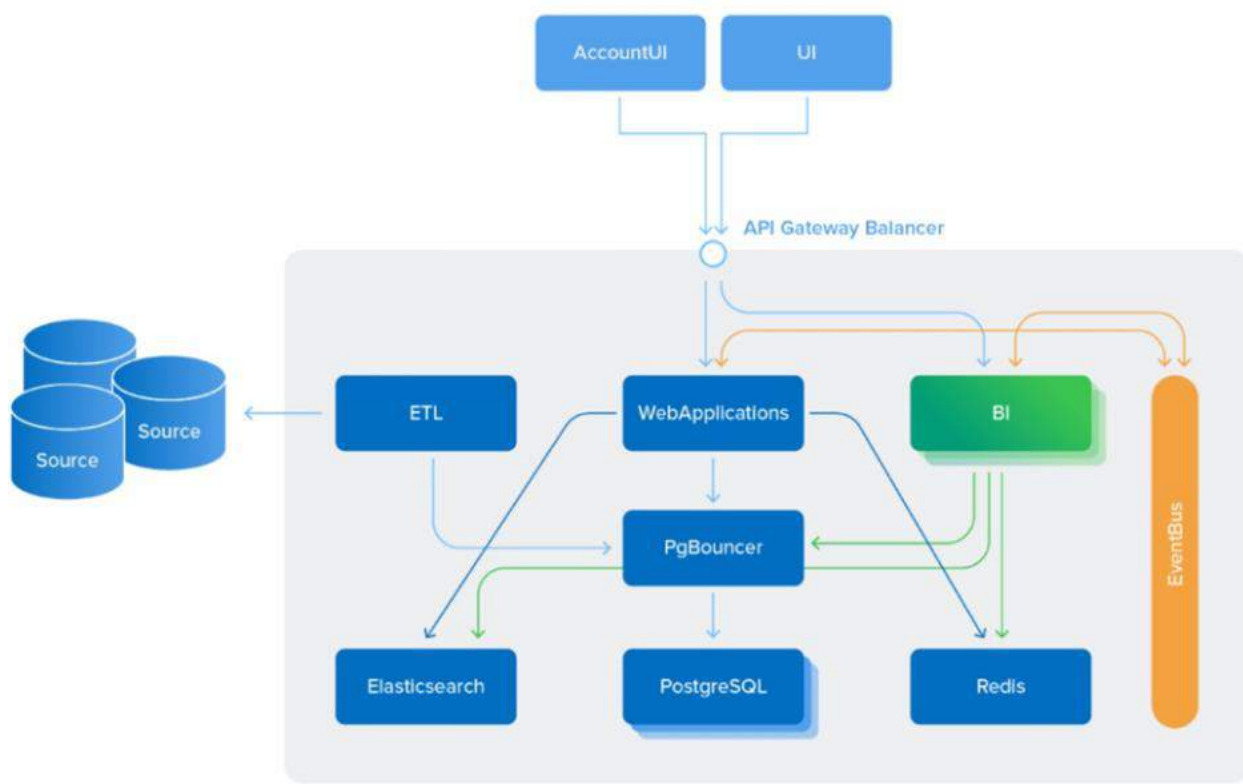 AccountUI
UI
API Gateway Balancer
ETL
WebApplications
BI
Source
Source
PgBouncer
EventBus
Elasticsearch
PostgreSQL
Redis